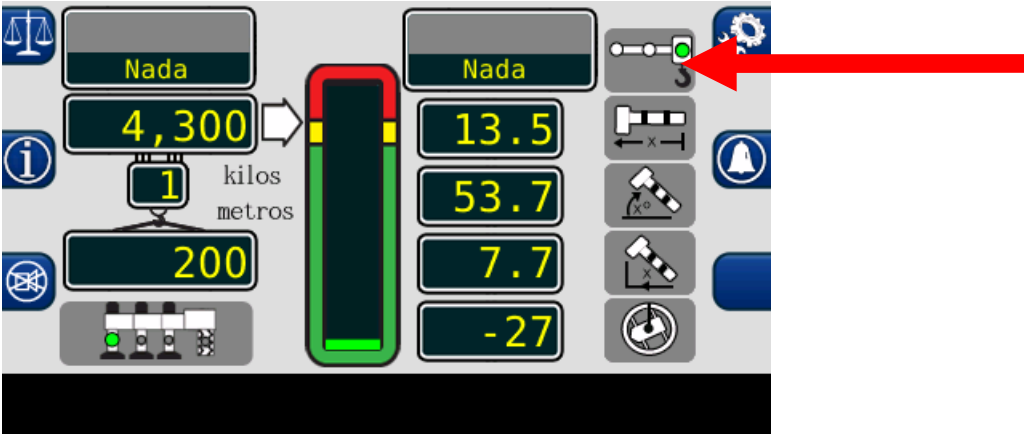 Nada
Nada
4,300
13.5
x
1
kilos
metros
53.7
x°
200
7.7
x
-27